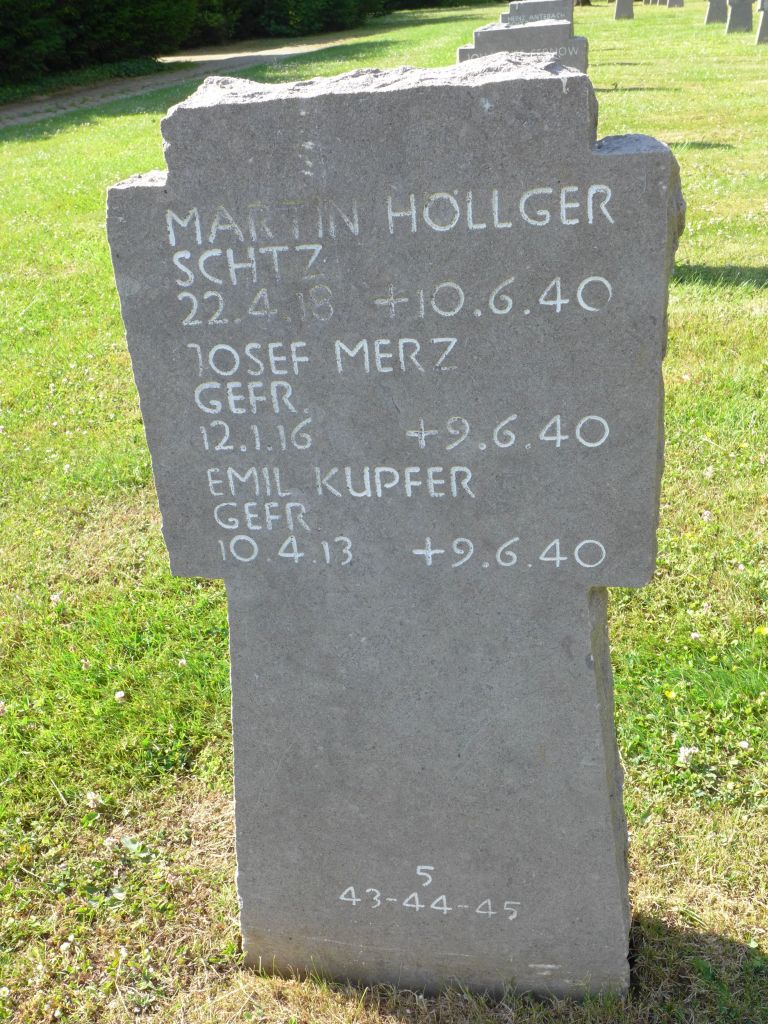 MARTIN HÖLLGER
SCHTZ
22.4.18 +10.6.40
JOSEF MERZ
GEFR.
12.1.16 +9.6.40
EMIL KUPFER
GEFR
10.4.13 +9.6.40
5
43-44-45